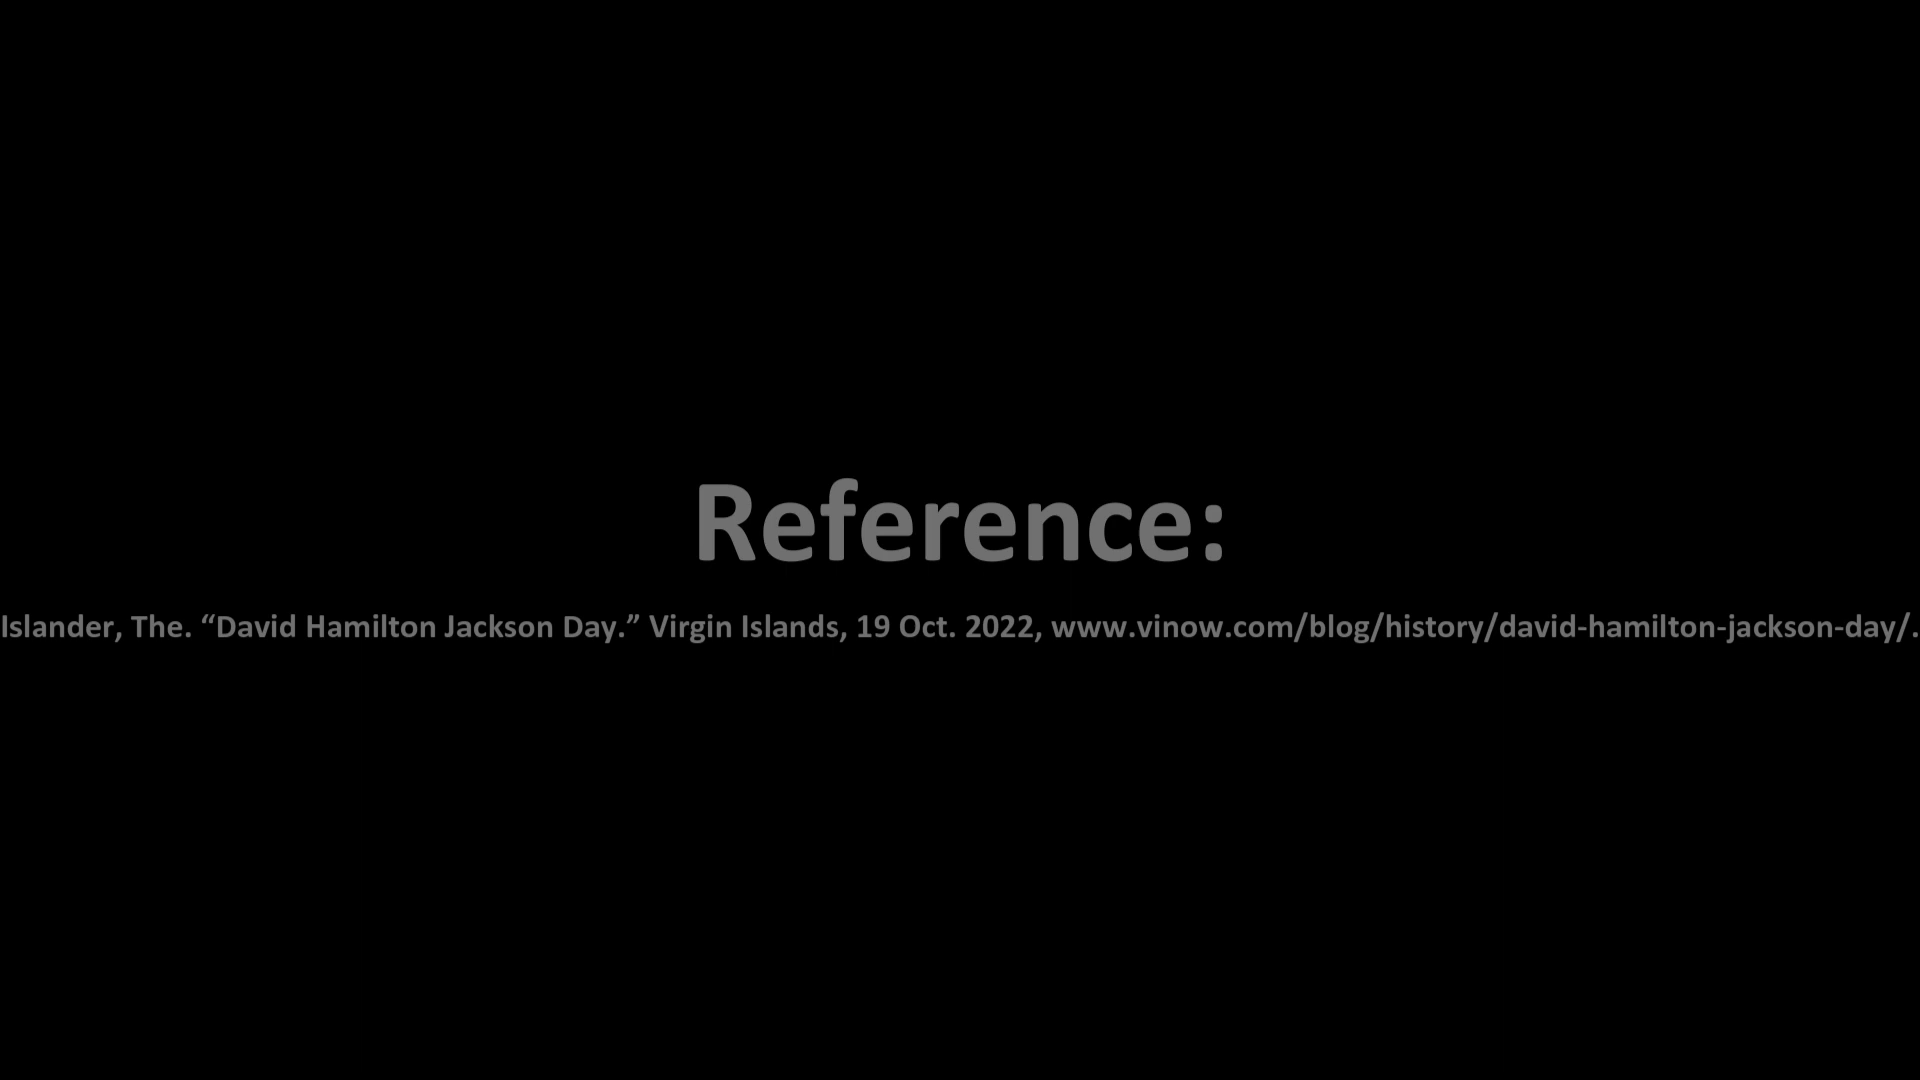 Reference:
Islander, The. “David Hamilton Jackson Day.” Virgin Islands, 19 Oct. 2022, www.vinow.com/blog/history/david-hamilton-jackson-day/.